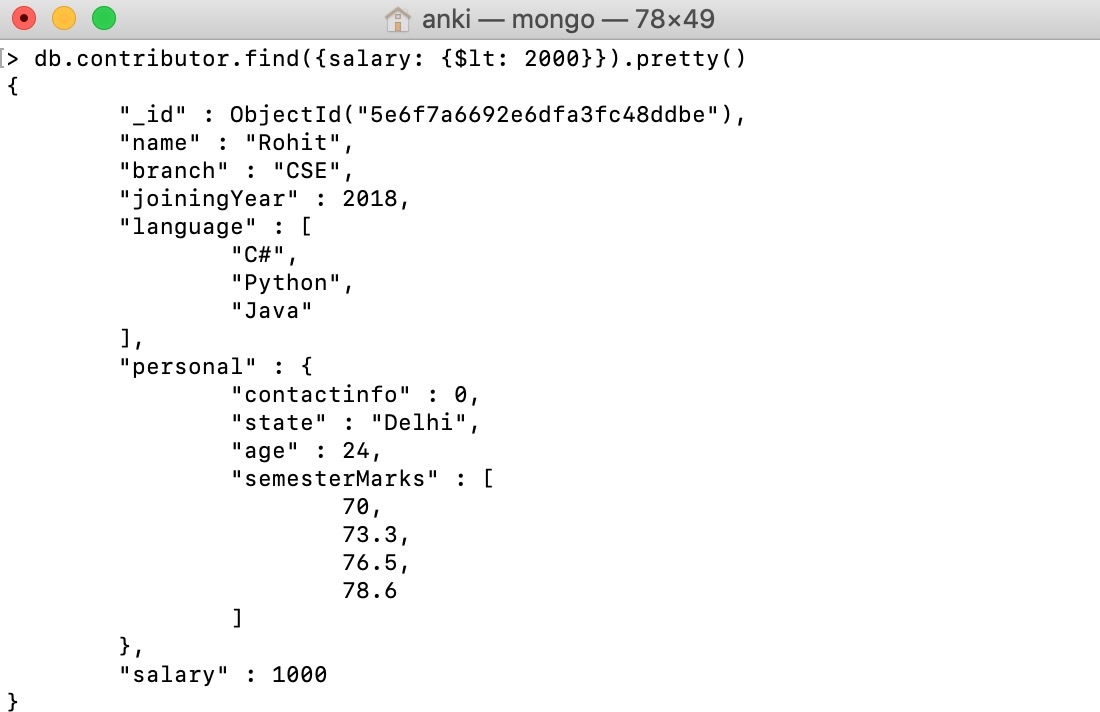 anki — mongo — 78×49
[> db.contributor.find({salary: {$lt: 2000}}).pretty()
{
        "_id" : ObjectId("5e6f7a6692e6dfa3fc48ddbe"),
        "name" : "Rohit",
        "branch" : "CSE",
        "joiningYear" : 2018,
        "language" : [
                "C#",
                "Python",
                "Java"
        ],
        "personal" : {
                "contactinfo" : 0,
                "state" : "Delhi",
                "age" : 24,
                "semesterMarks" : [
                        70,
                        73.3,
                        76.5,
                        78.6
                ]
        },
        "salary" : 1000
}